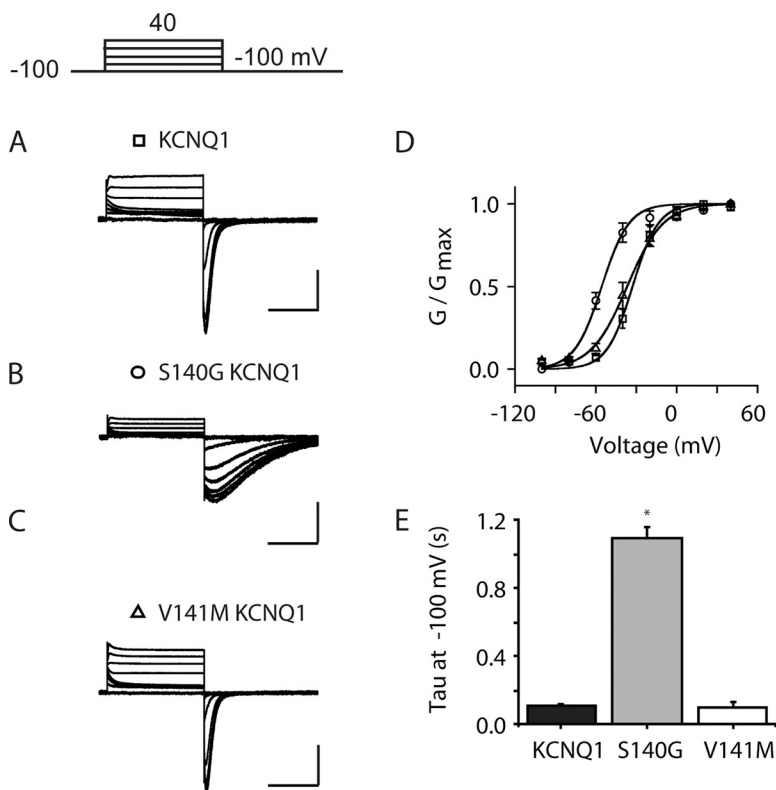 40
-100
-100 mV
A
□ KCNQ1
B
○ S140G KCNQ1
C
△ V141M KCNQ1
D
G / Gmax
1.0
0.5
0.0
-120
-60
0
60
Voltage (mV)
E
Tau at -100 mV (s)
1.2
0.8
0.4
0.0
*
KCNQ1
S140G
V141M